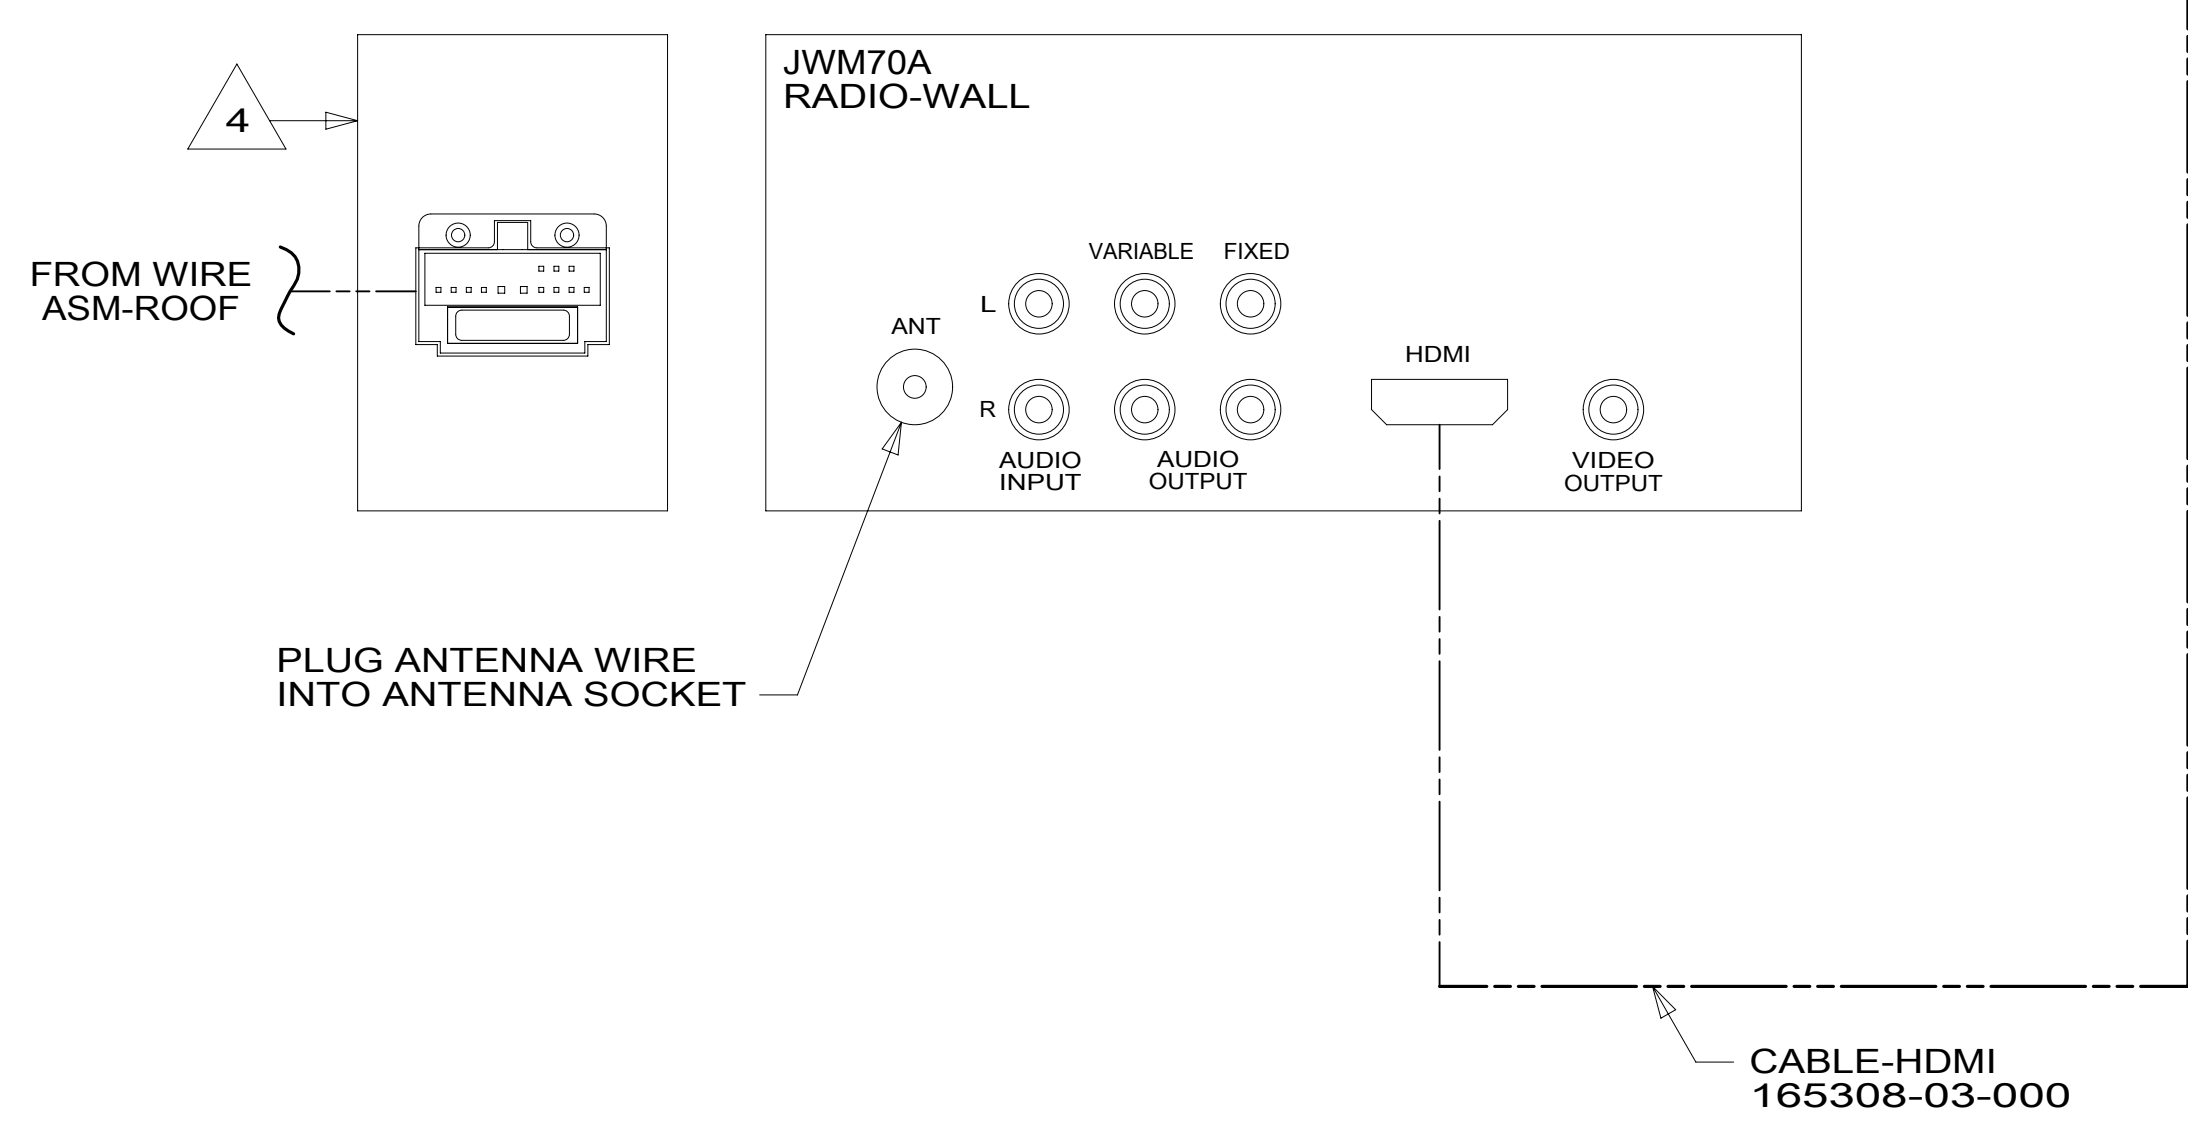 JWM70A
RADIO-WALL
4
FROM WIRE
ASM-ROOF
VARIABLE FIXED
L
ANT
HDMI
R
AUDIO
INPUT
AUDIO
OUTPUT
VIDEO
OUTPUT
PLUG ANTENNA WIRE
INTO ANTENNA SOCKET
CABLE-HDMI
165308-03-000